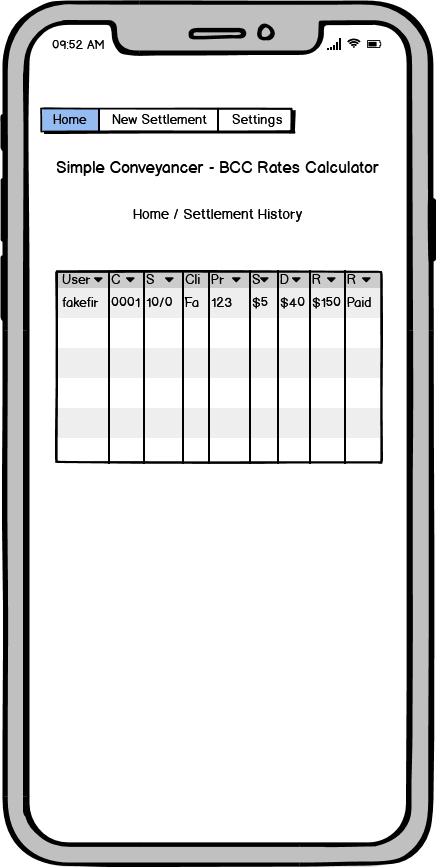 09:52 AM
Home New Settlement Settings
Simple Conveyancer - BCC Rates Calculator
Home / Settlement History
User C S Cli Pr S D R R
fakefir 0001 10/0 Fa 123 $5 $40 $150 Paid